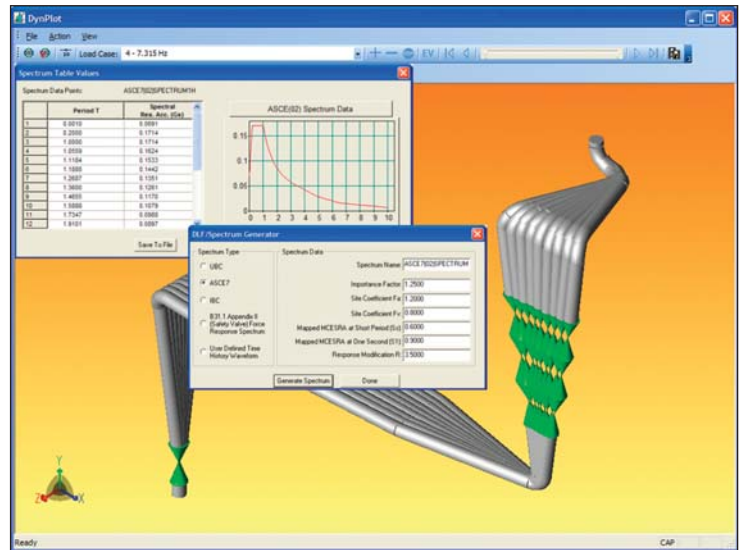 DynPlot
File Action View
Load Case: 4 - 7.315 Hz
EV
Spectrum Table Values
Spectrum Data Points: ASCE7(02)SPECTRUM1H
Period T Spectral Res. Acc. (Gs)
1 0.0010
2 0.2000 0.1714
3 1.0000 0.1714
4 1.0559 0.1624
5 1.1184 0.1533
6 1.1888 0.1442
7 1.2687 0.1351
8 1.3600 0.1261
9 1.4655 0.1170
10 1.5888 0.1079
11 1.7347 0.0988
12 1.9101 0.0897
Save To File
ASCE(02) Spectrum Data
0.15
0.1
0.05
0 1 2 3 4 5 6 7 8 9 10
DLF/Spectrum Generator
Spectrum Type
UBC
ASCE7
IBC
B31.1 Appendix II (Safety Valve) Force Response Spectrum
User Defined Time History Waveform
Spectrum Data
Spectrum Name: ASCE7(02)SPECTRUM
Importance Factor: 1.2500
Site Coefficient Fa: 1.2000
Site Coefficient Fv: 0.8000
Mapped MCESRA at Short Period (Ss): 0.6000
Mapped MCESRA at One Second (S1): 0.9000
Response Modification R: 3.5000
Generate Spectrum Done
Y
Z X
Ready CAP